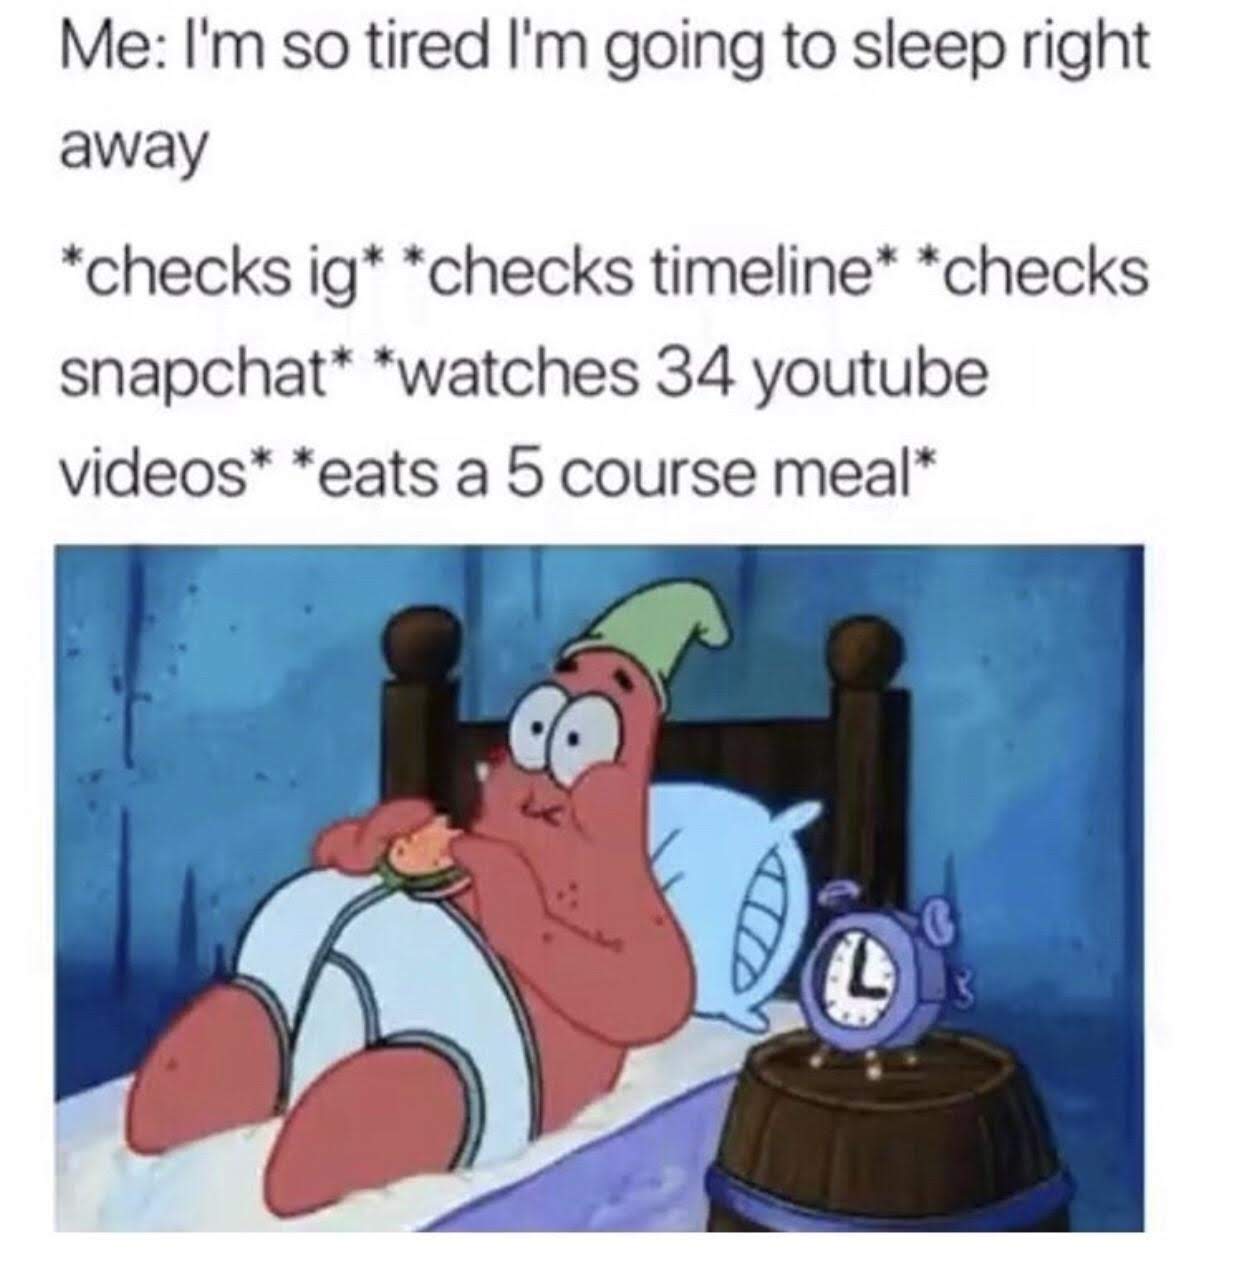 Me: I'm so tired I'm going to sleep right
away
*checks ig* *checks timeline* *checks
snapchat* *watches 34 youtube
videos* *eats a 5 course meal*